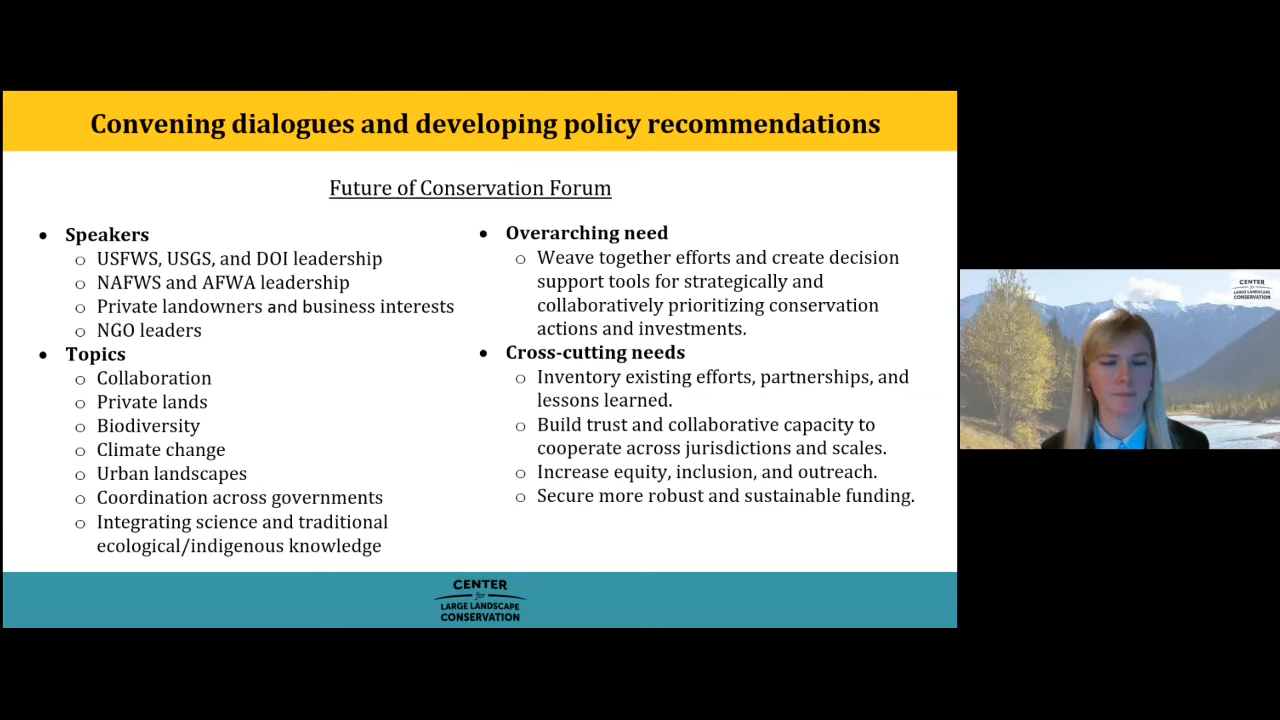 Convening dialogues and developing policy recommendations
Future of Conservation Forum
• Speakers
o USFWS, USGS, and DOI leadership
o NAFWS and AFWA leadership
o Private landowners and business interests
o NGO leaders
• Topics
o Collaboration
o Private lands
o Biodiversity
o Climate change
o Urban landscapes
o Coordination across governments
o Integrating science and traditional
ecological/indigenous knowledge
• Overarching need
o Weave together efforts and create decision
support tools for strategically and
collaboratively prioritizing conservation
actions and investments.
• Cross-cutting needs
o Inventory existing efforts, partnerships, and
lessons learned.
o Build trust and collaborative capacity to
cooperate across jurisdictions and scales.
o Increase equity, inclusion, and outreach.
o Secure more robust and sustainable funding.
CENTER
for
LARGE LANDSCAPE
CONSERVATION
CENTER
for
LARGE LANDSCAPE
CONSERVATION